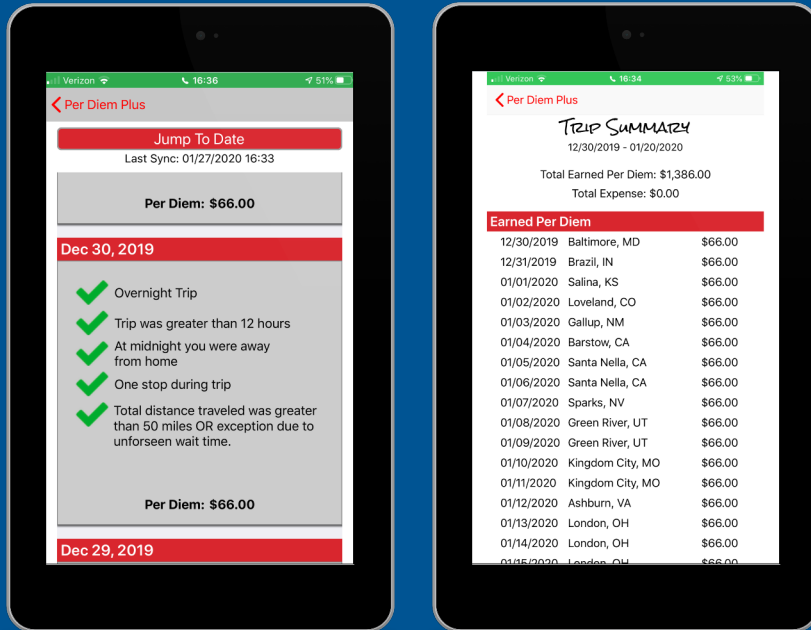 Verizon 16:36 51%
Per Diem Plus
Jump To Date
Last Sync: 01/27/2020 16:33
Per Diem: $66.00
Dec 30, 2019
Overnight Trip
Trip was greater than 12 hours
At midnight you were away
from home
One stop during trip
Total distance traveled was greater
than 50 miles OR exception due to
unforseen wait time.
Per Diem: $66.00
Dec 29, 2019
Verizon 16:34 53%
Per Diem Plus
Trip Summary
12/30/2019 - 01/20/2020
Total Earned Per Diem: $1,386.00
Total Expense: $0.00
Earned Per Diem
12/30/2019 Baltimore, MD $66.00
12/31/2019 Brazil, IN $66.00
01/01/2020 Salina, KS $66.00
01/02/2020 Loveland, CO $66.00
01/03/2020 Gallup, NM $66.00
01/04/2020 Barstow, CA $66.00
01/05/2020 Santa Nella, CA $66.00
01/06/2020 Santa Nella, CA $66.00
01/07/2020 Sparks, NV $66.00
01/08/2020 Green River, UT $66.00
01/09/2020 Green River, UT $66.00
01/10/2020 Kingdom City, MO $66.00
01/11/2020 Kingdom City, MO $66.00
01/12/2020 Ashburn, VA $66.00
01/13/2020 London, OH $66.00
01/14/2020 London, OH $66.00
01/15/2020 London, OH $66.00